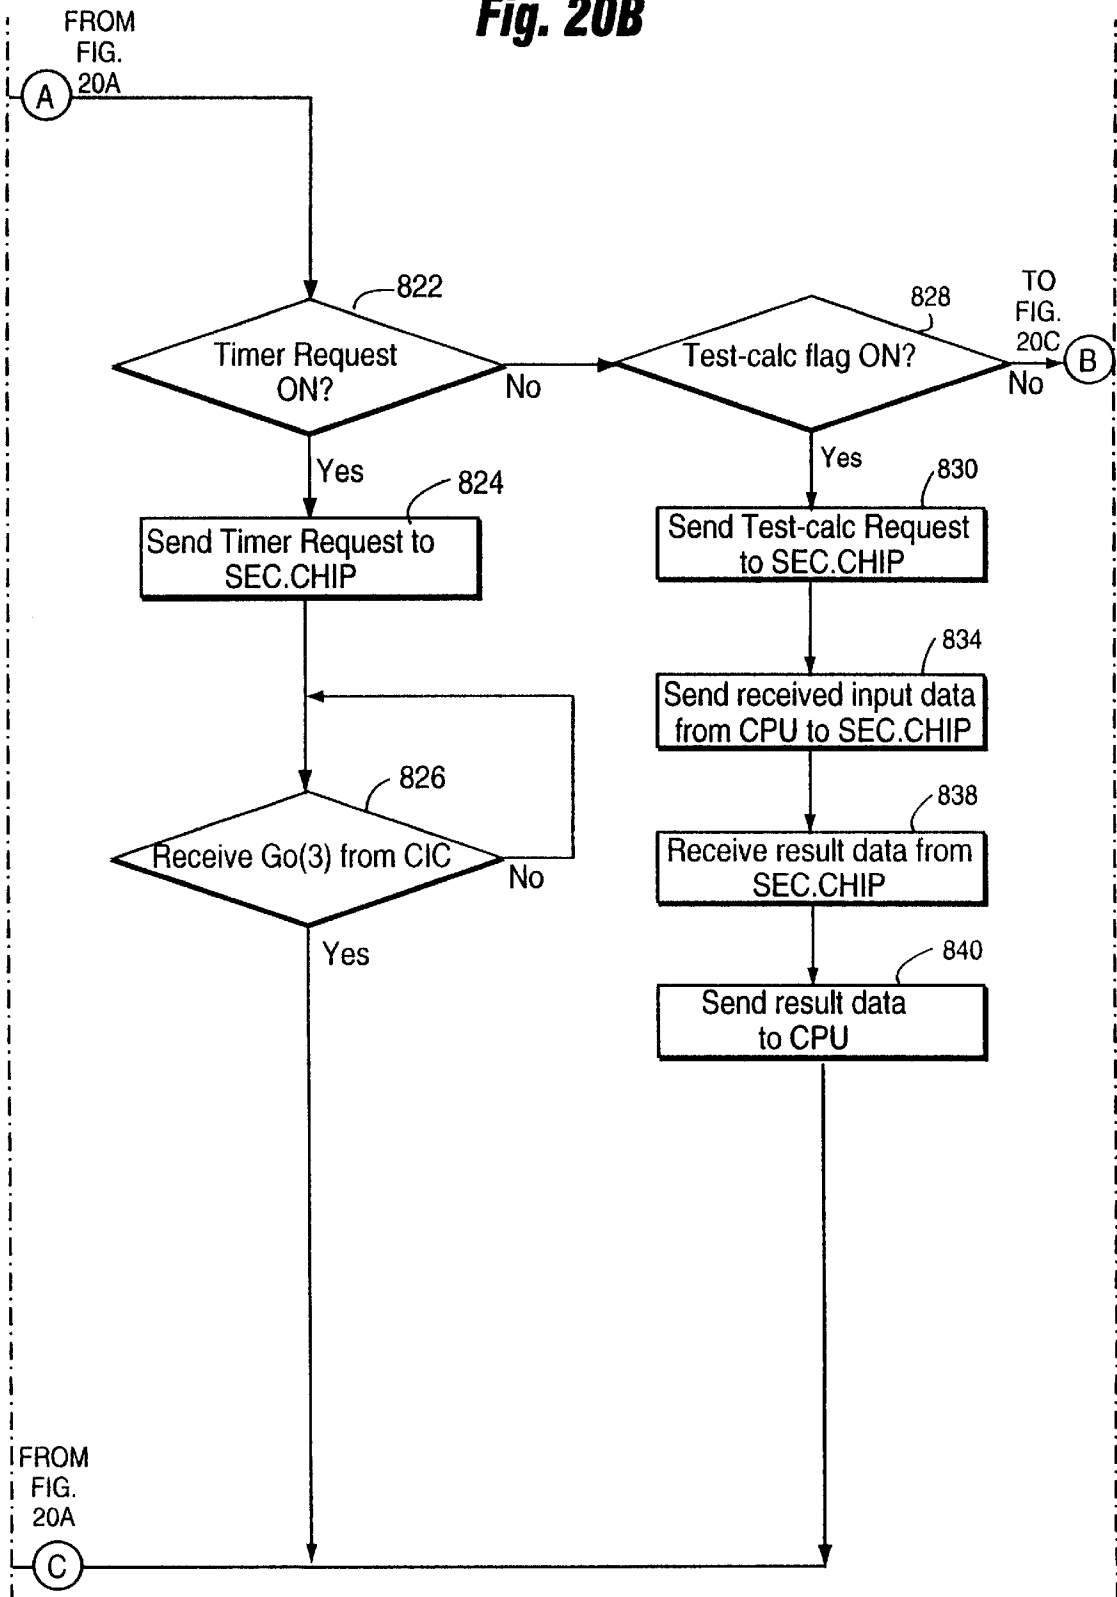 Fig. 20B
FROM
FIG.
20A
A
822
Timer Request
ON?
No
Yes
824
Send Timer Request to
SEC.CHIP
826
Receive Go(3) from CIC
No
Yes
828
Test-calc flag ON?
TO
FIG.
20C
B
No
Yes
830
Send Test-calc Request
to SEC.CHIP
834
Send received input data
from CPU to SEC.CHIP
838
Receive result data from
SEC.CHIP
840
Send result data
to CPU
FROM
FIG.
20A
C